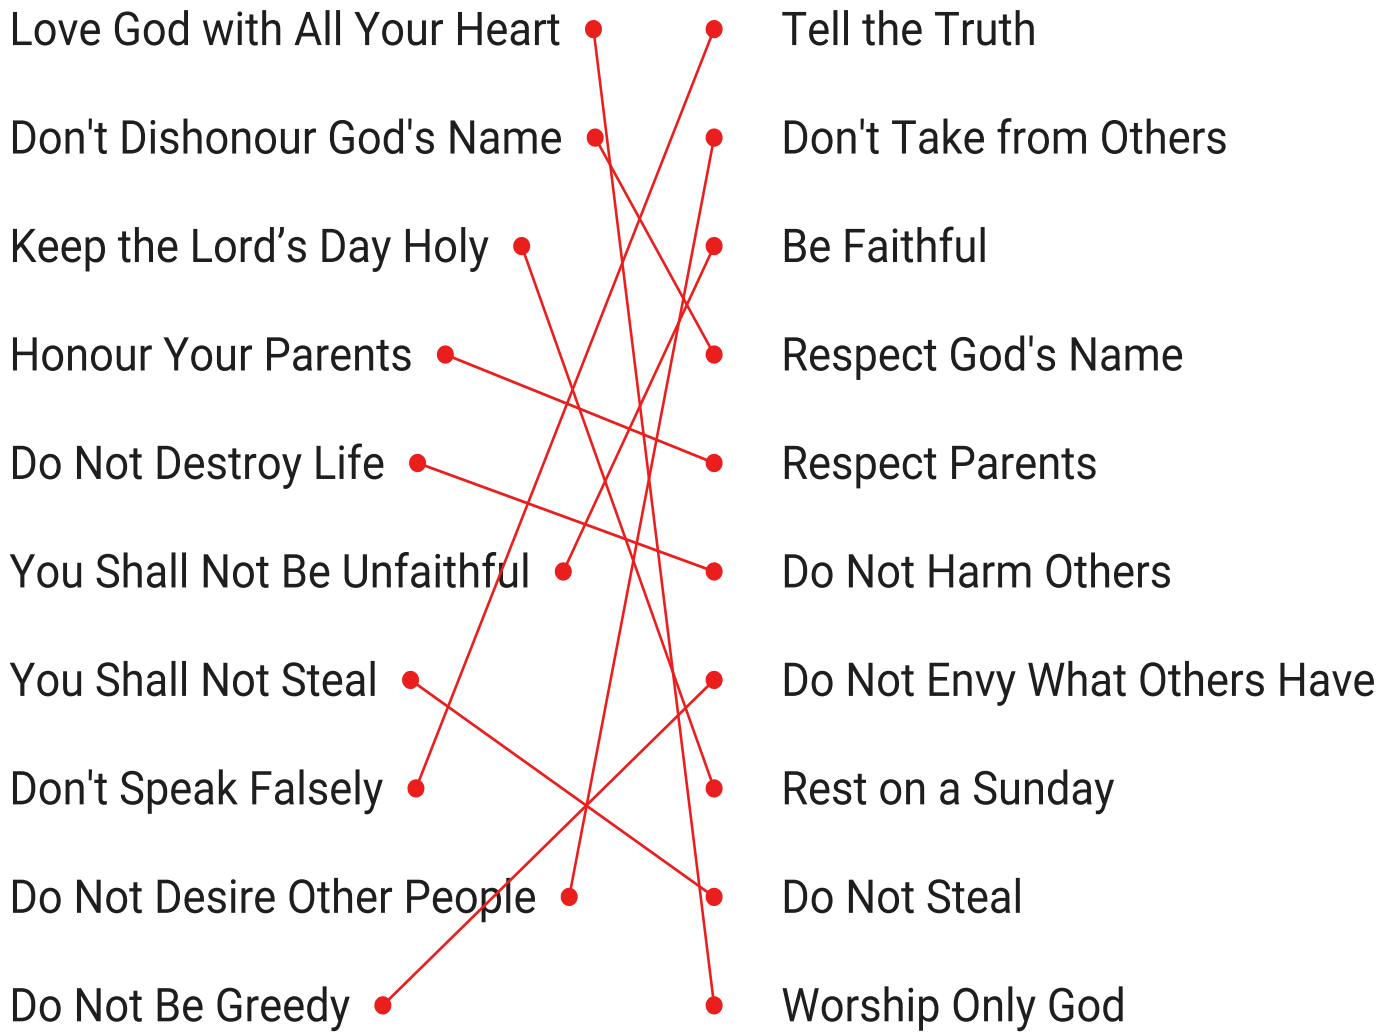 Love God with All Your Heart
Tell the Truth
Don't Dishonour God's Name
Don't Take from Others
Keep the Lord’s Day Holy
Be Faithful
Honour Your Parents
Respect God's Name
Do Not Destroy Life
Respect Parents
You Shall Not Be Unfaithful
Do Not Harm Others
You Shall Not Steal
Do Not Envy What Others Have
Don't Speak Falsely
Rest on a Sunday
Do Not Desire Other People
Do Not Steal
Do Not Be Greedy
Worship Only God